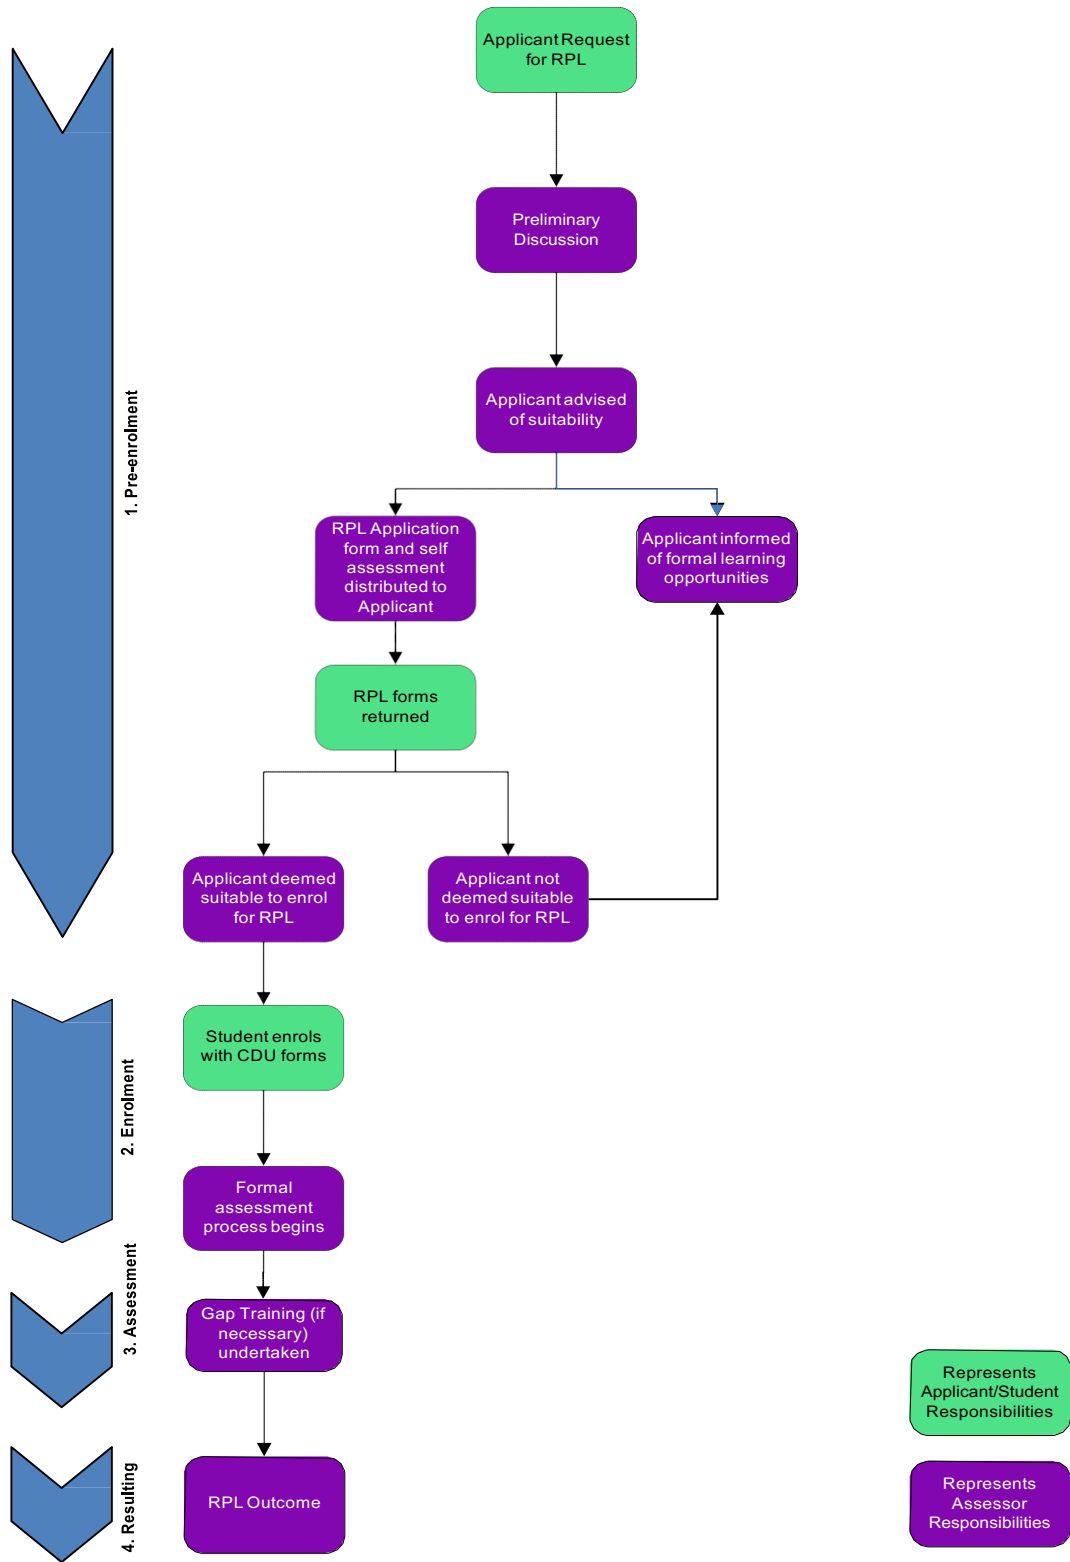 Applicant Request
for RPL
Preliminary
Discussion
Applicant advised
of suitability
1. Pre-enrolment
RPL Application
form and self
assessment
distributed to
Applicant
Applicant informed
of formal learning
opportunities
RPL forms
returned
Applicant deemed
suitable to enrol
for RPL
Applicant not
deemed suitable
to enrol for RPL
Student enrols
with CDU forms
2. Enrolment
Formal
assessment
process begins
3. Assessment
Gap Training (if
necessary)
undertaken
4. Resulting
RPL Outcome
Represents
Applicant/Student
Responsibilities
Represents
Assessor
Responsibilities